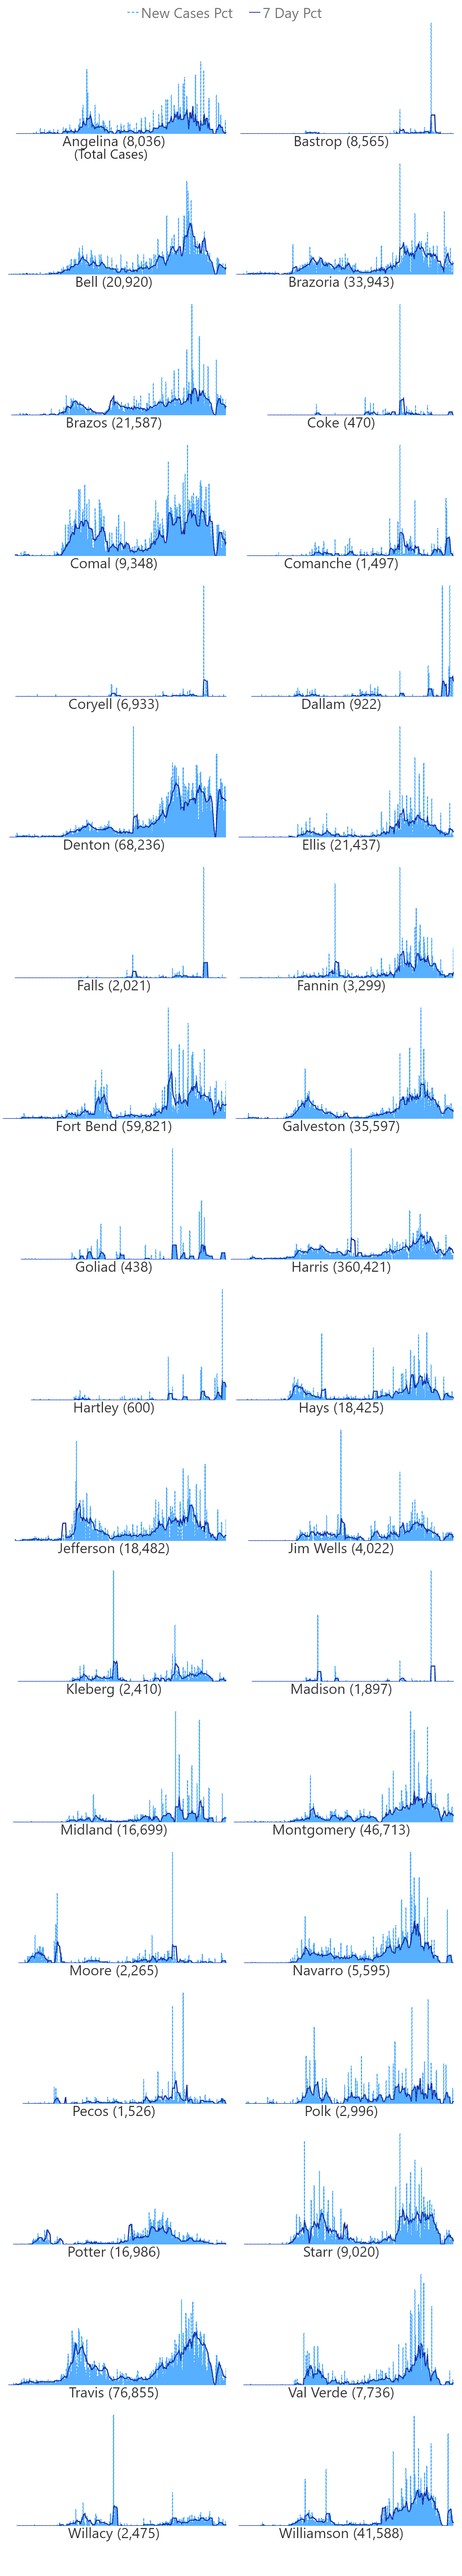 New Cases Pct 7 Day Pct
Angelina (8,036) Bastrop (8,565)
(Total Cases)
Bell (20,920) Brazoria (33,943)
Brazos (21,587) Coke (470)
Comal (9,348) Comanche (1,497)
Coryell (6,933) Dallam (922)
Denton (68,236) Ellis (21,437)
Falls (2,021) Fannin (3,299)
Fort Bend (59,821) Galveston (35,597)
Goliad (438) Harris (360,421)
Hartley (600) Hays (18,425)
Jefferson (18,482) Jim Wells (4,022)
Kleberg (2,410) Madison (1,897)
Midland (16,699) Montgomery (46,713)
Moore (2,265) Navarro (5,595)
Pecos (1,526) Polk (2,996)
Potter (16,986) Starr (9,020)
Travis (76,855) Val Verde (7,736)
Willacy (2,475) Williamson (41,588)